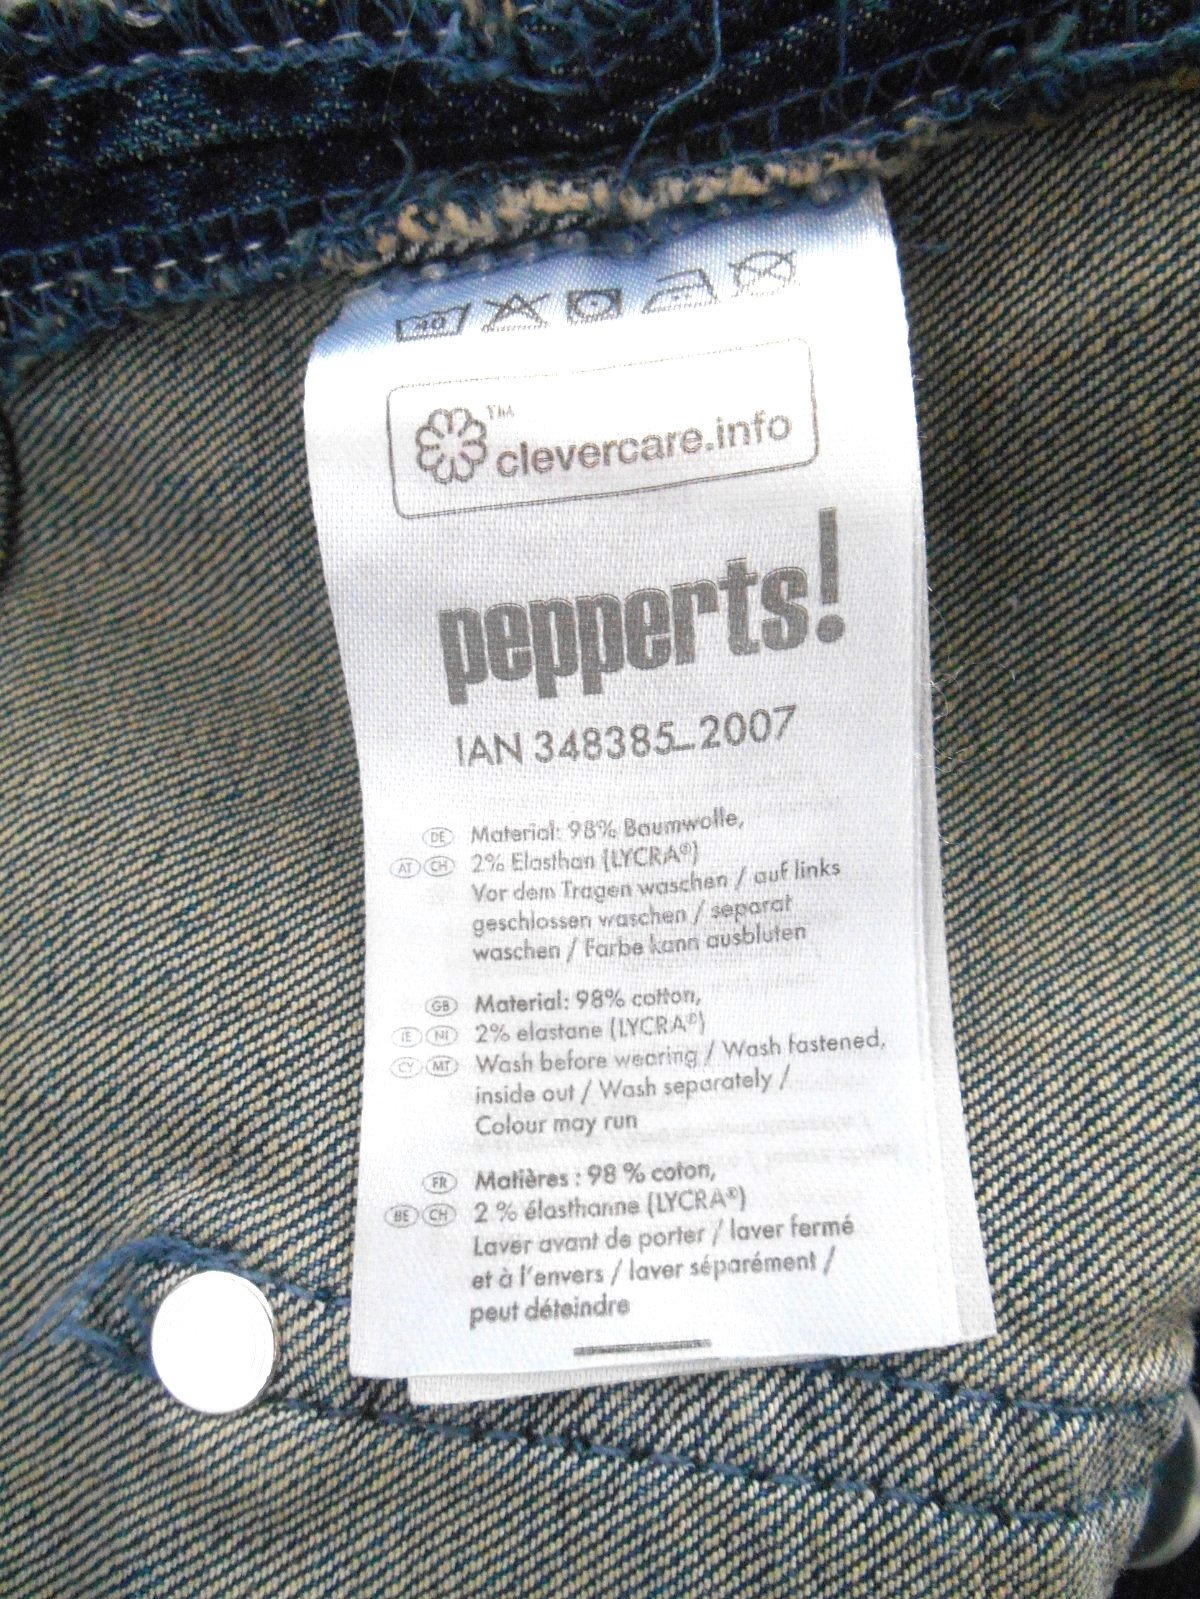 40
TM
clevercare.info
pepperts!
IAN 348385_2007
DE Material: 98% Baumwolle,
AT CH 2% Elasthan (LYCRA®)
Vor dem Tragen waschen / auf links
geschlossen waschen / separat
waschen / Farbe kann ausbluten
GB Material: 98% cotton,
IE NI 2% elastane (LYCRA®)
CY MT Wash before wearing / Wash fastened,
inside out / Wash separately /
Colour may run
FR Matières : 98 % coton,
BE CH 2 % élasthanne (LYCRA®)
Laver avant de porter / laver fermé
et à l'envers / laver séparément /
peut déteindre